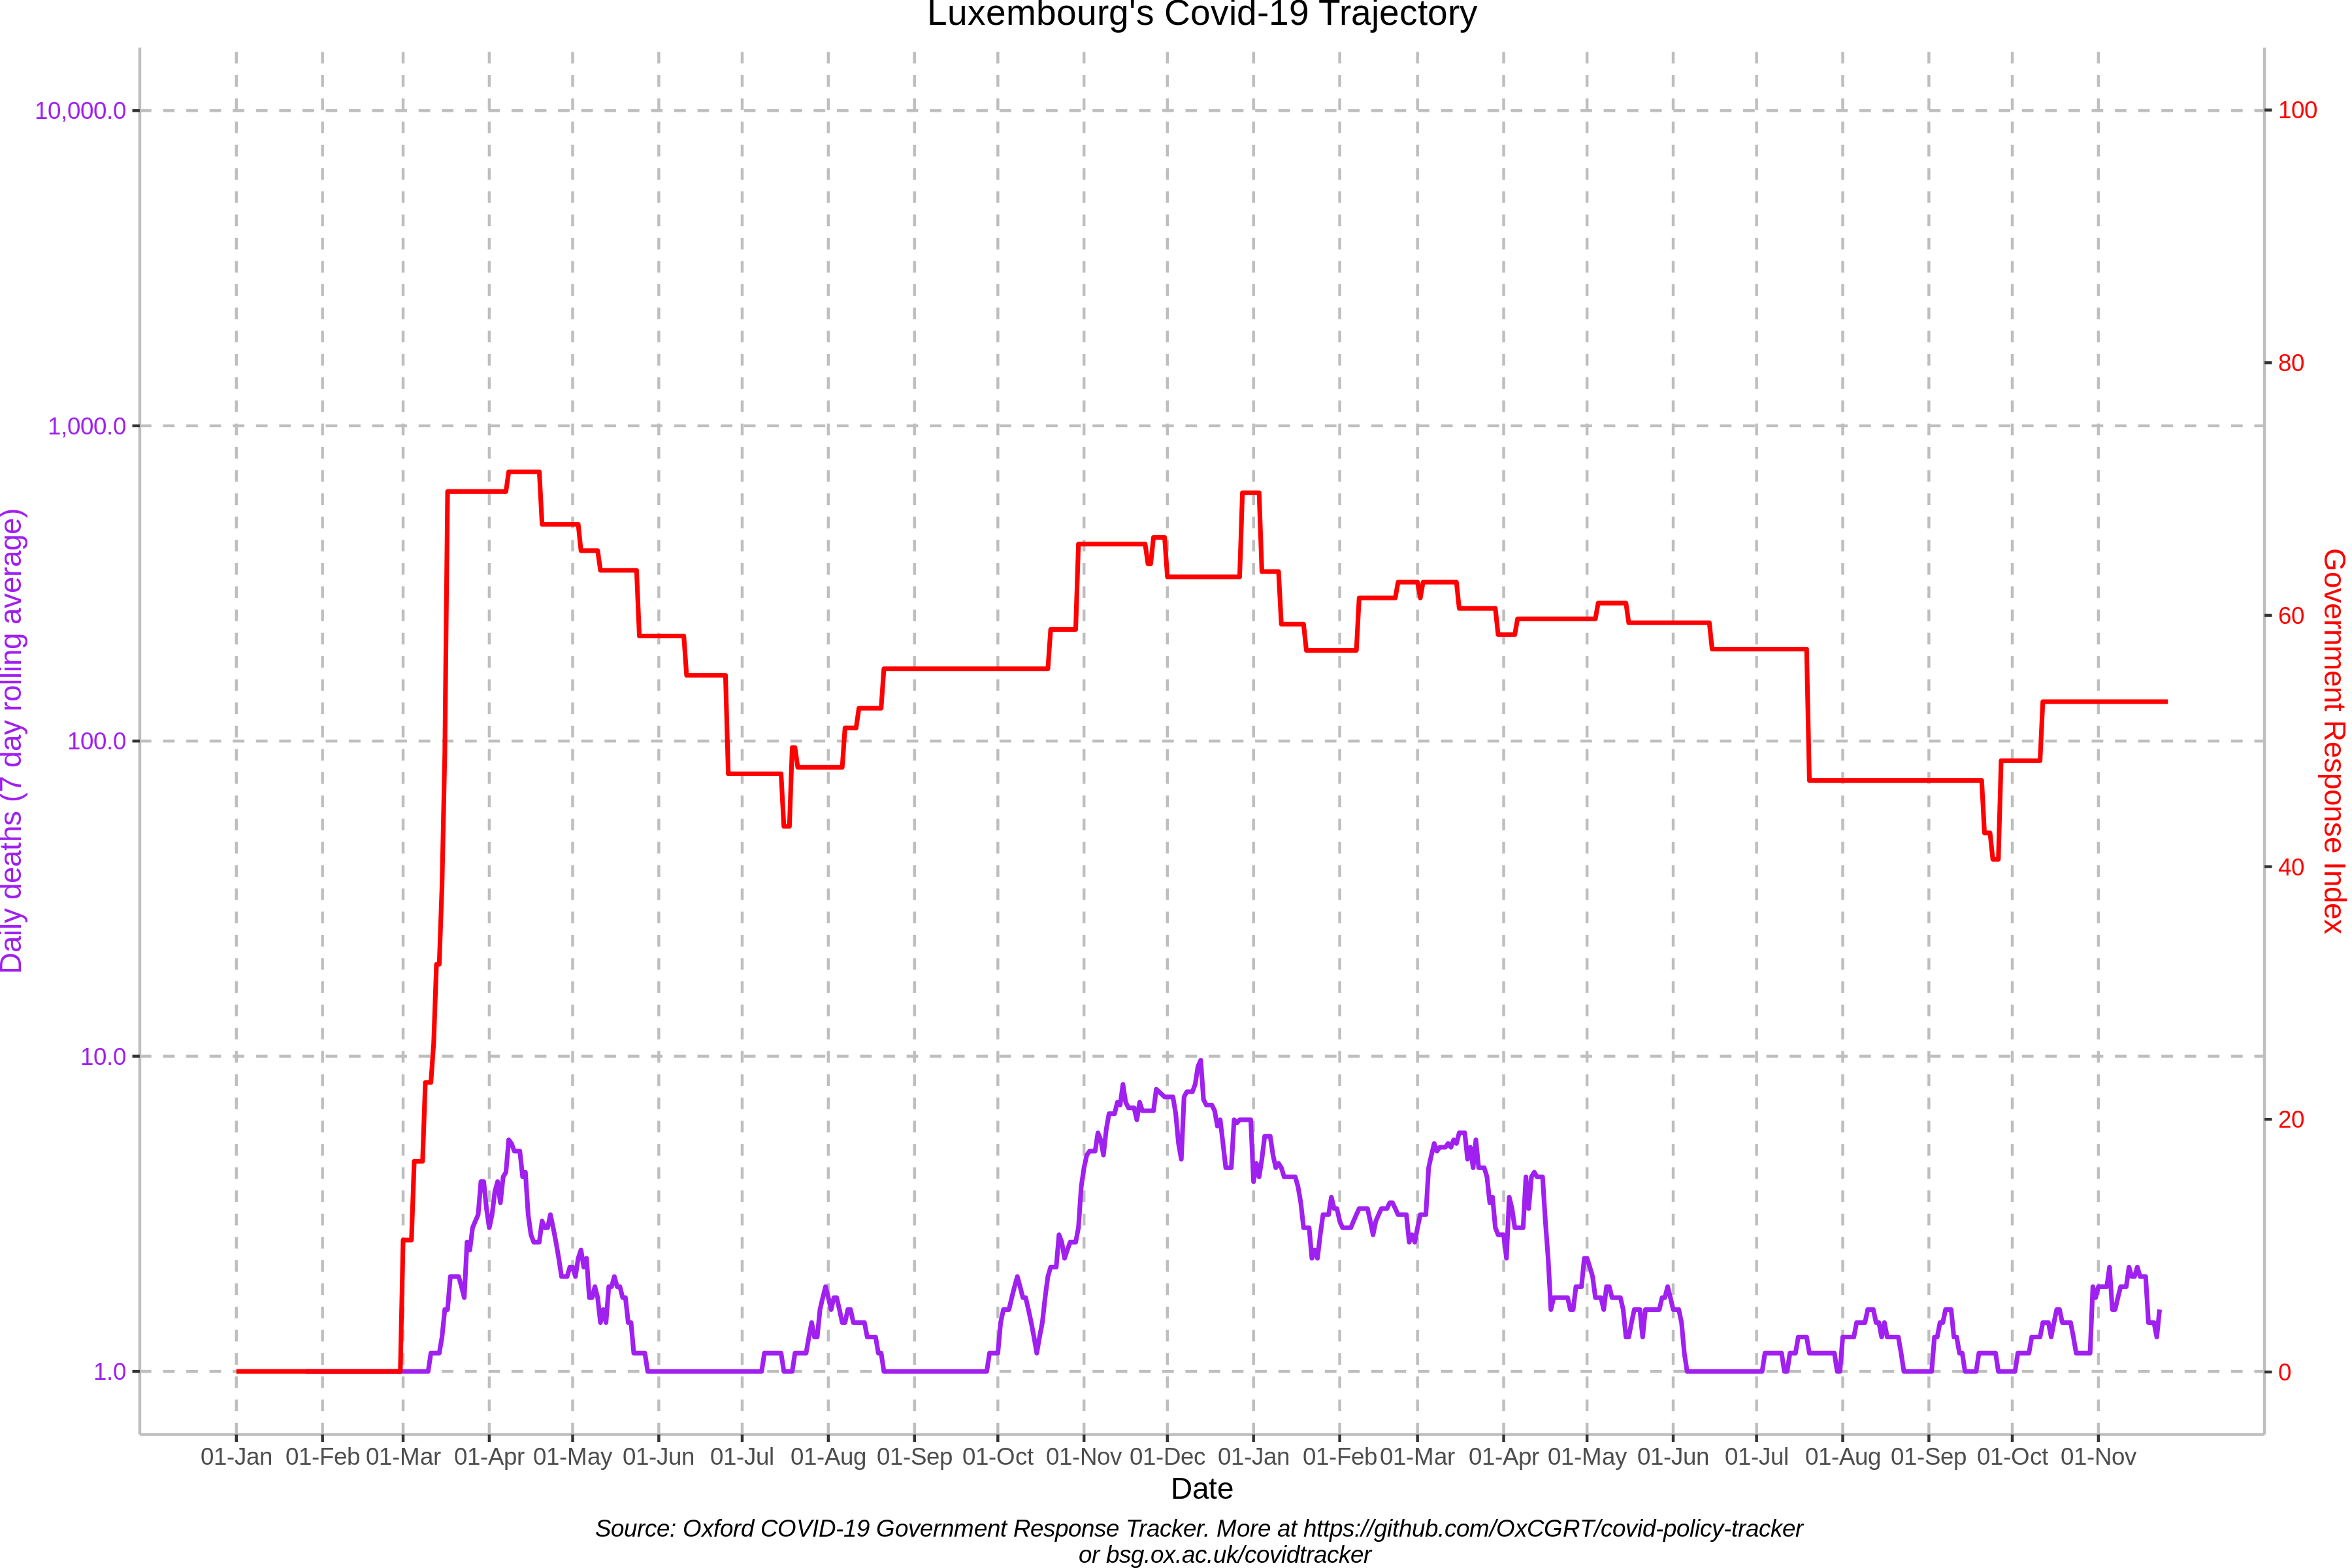 Luxembourg's Covid-19 Trajectory
10,000.0
1,000.0
100.0
10.0
1.0
Daily deaths (7 day rolling average)
100
80
60
40
20
0
Government Response Index
01-Jan 01-Feb 01-Mar 01-Apr 01-May 01-Jun 01-Jul 01-Aug 01-Sep 01-Oct 01-Nov 01-Dec 01-Jan 01-Feb 01-Mar 01-Apr 01-May 01-Jun 01-Jul 01-Aug 01-Sep 01-Oct 01-Nov
Date
Source: Oxford COVID-19 Government Response Tracker. More at https://github.com/OxCGRT/covid-policy-tracker
or bsg.ox.ac.uk/covidtracker